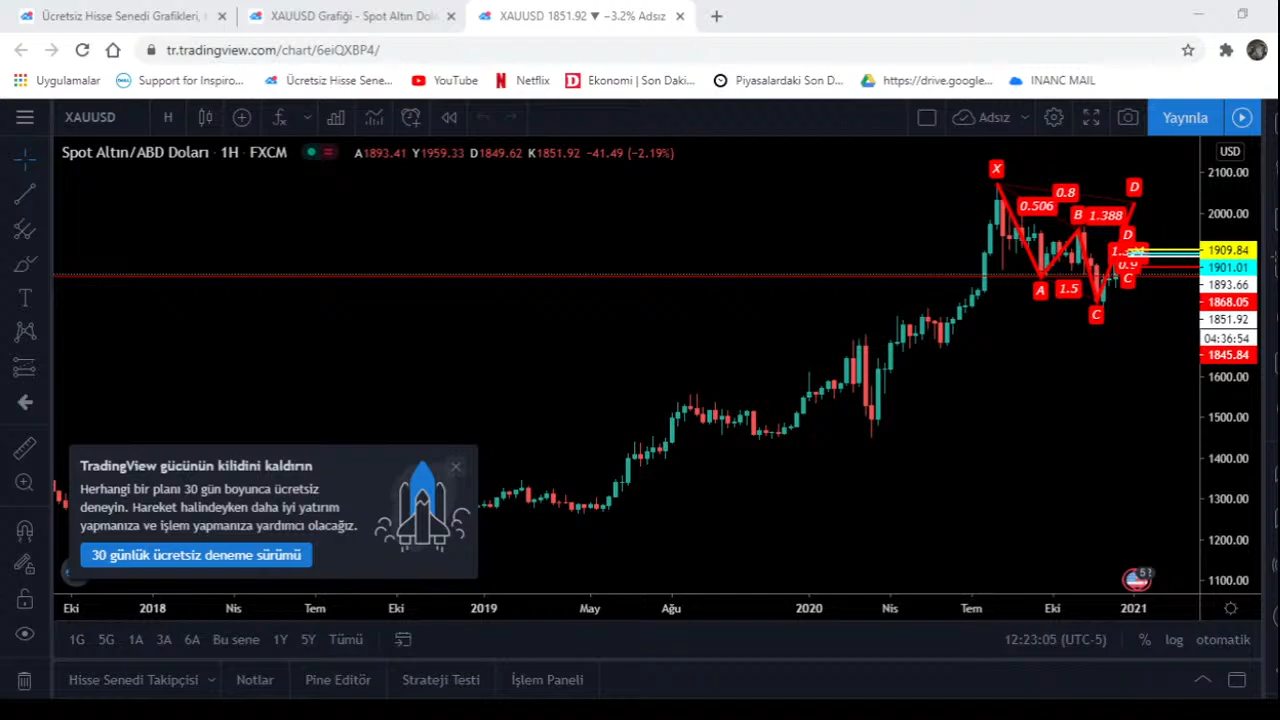 Ücretsiz Hisse Senedi Grafikleri,
XAUUSD Grafiği - Spot Altın Dol
XAUUSD 1851.92 ▼ −3.2% Adsız
tr.tradingview.com/chart/6eiQXBP4/
Uygulamalar
Support for Inspiro...
Ücretsiz Hisse Sene...
YouTube
Netflix
Ekonomi | Son Daki...
Piyasalardaki Son D...
https://drive.google...
INANC MAIL
XAUUSD
H
Adsız
Yayınla
Spot Altın/ABD Doları · 1H · FXCM
A1893.41 Y1959.33 D1849.62 K1851.92 −41.49 (−2.19%)
USD
2100.00
2000.00
1909.84
1901.01
1893.66
1868.05
1851.92
04:36:54
1845.84
1600.00
1500.00
1400.00
1300.00
1200.00
1100.00
X
0.8
D
0.506
B
1.388
D
C
A
1.5
C
TradingView gücünün kilidini kaldırın
Herhangi bir planı 30 gün boyunca ücretsiz
deneyin. Hareket halindeyken daha iyi yatırım
yapmanıza ve işlem yapmanıza yardımcı olacağız.
30 günlük ücretsiz deneme sürümü
Eki 2018 Nis Tem Eki 2019 May Ağu 2020 Nis Tem Eki 2021
1G 5G 1A 3A 6A Bu sene 1Y 5Y Tümü
12:23:05 (UTC-5)
% log otomatik
Hisse Senedi Takipçisi
Notlar
Pine Editör
Strateji Testi
İşlem Paneli